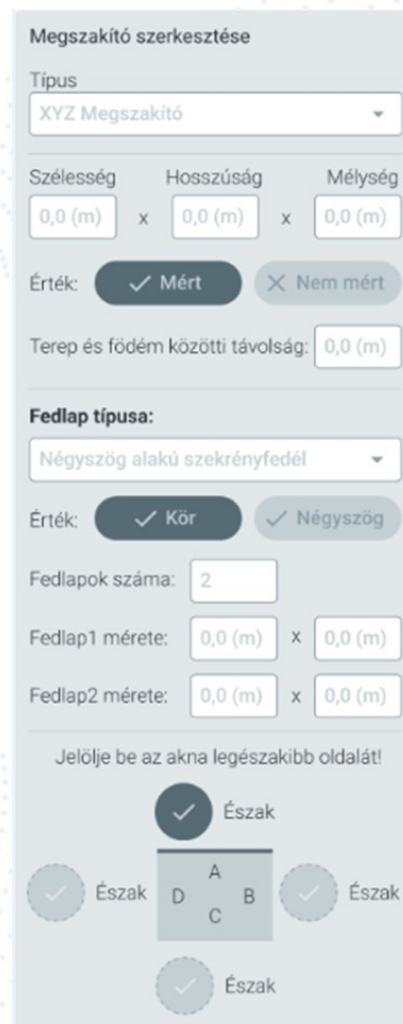 Megszakító szerkesztése
Típus
XYZ Megszakító
Szélesség Hosszúság Mélység
0,0 (m) x 0,0 (m) x 0,0 (m)
Érték: Mért Nem mért
Terep és födém közötti távolság: 0,0 (m)
Fedlap típusa:
Négyszög alakú szekrényfedél
Érték: Kör Négyszög
Fedlapok száma: 2
Fedlap1 mérete: 0,0 (m) x 0,0 (m)
Fedlap2 mérete: 0,0 (m) x 0,0 (m)
Jelölje be az akna legészakibb oldalát!
Észak
Észak D A B C Észak
Észak